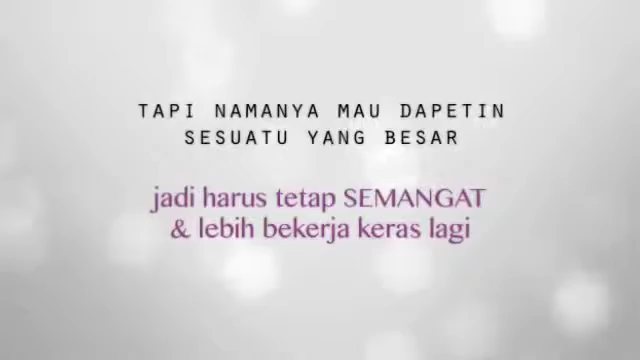 TAPI NAMANYA MAU DAPETIN
SESUATU YANG BESAR
jadi harus tetap SEMANGAT
& lebih bekerja keras lagi